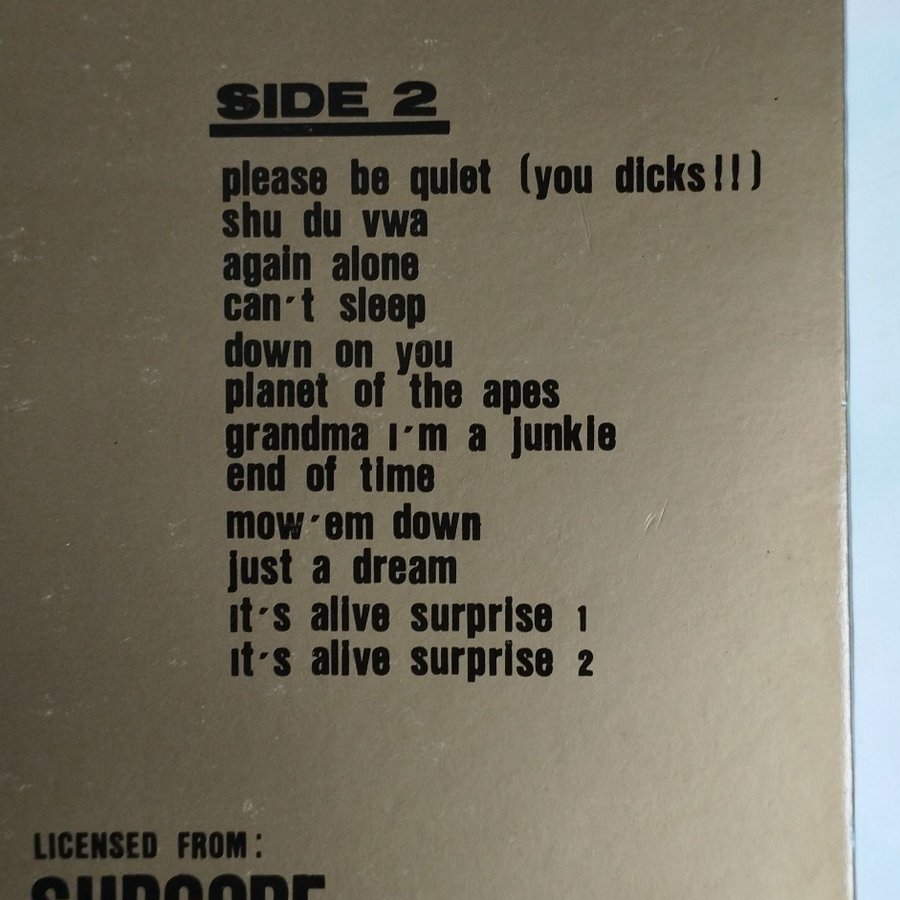 SIDE 2
please be quiet (you dicks!!)
shu du vwa
again alone
can't sleep
down on you
planet of the apes
grandma i'm a junkie
end of time
mow'em down
just a dream
it's alive surprise 1
it's alive surprise 2
LICENSED FROM: